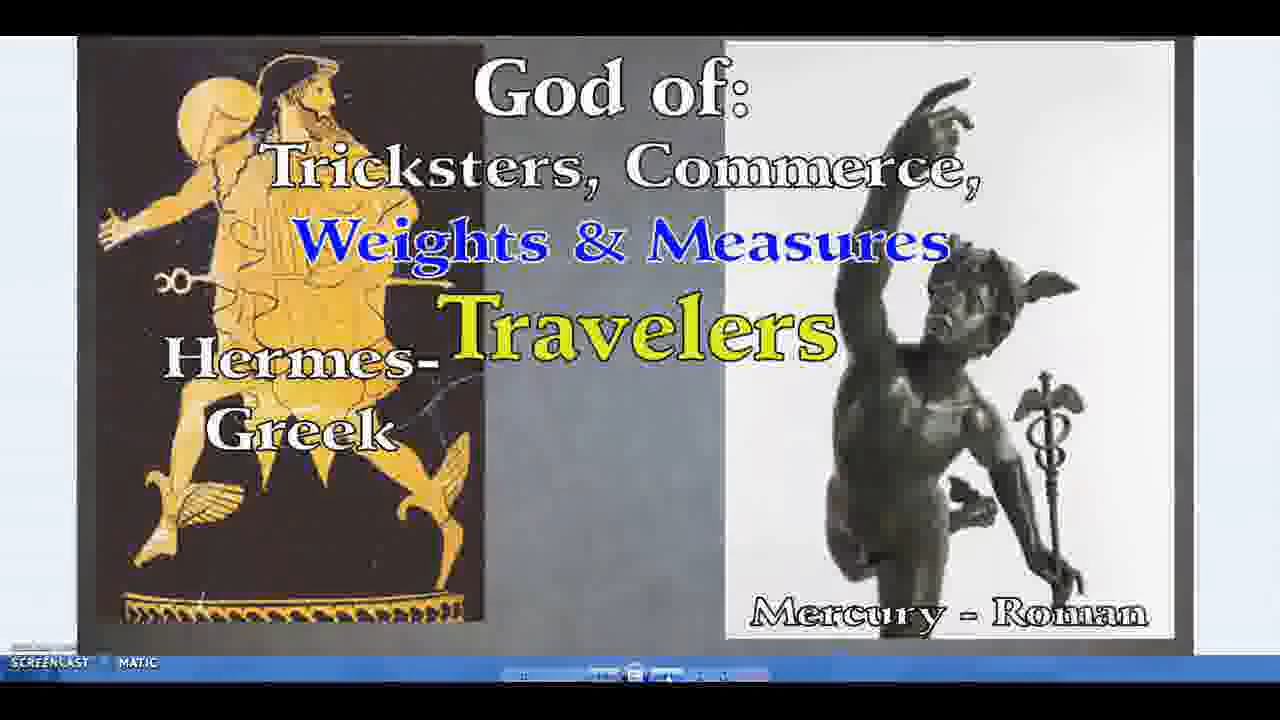 God of:
Tricksters, Commerce,
Weights & Measures
Travelers
Hermes-
Greek
Mercury - Roman
SCREENCAST MATIC